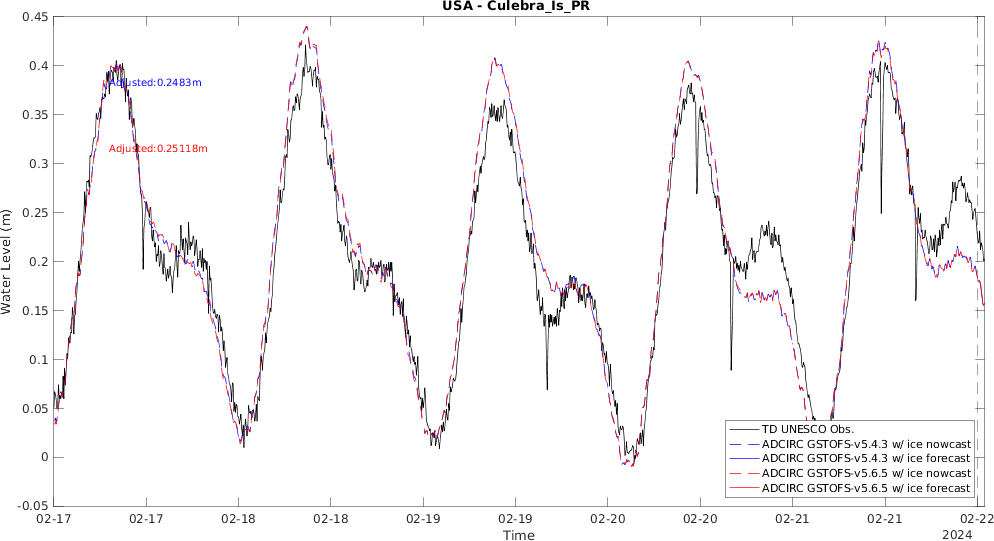 USA - Culebra_Is_PR
0.45
0.4
0.35
0.3
0.25
0.2
0.15
0.1
0.05
0
-0.05
Water Level (m)
Adjusted:0.2483m
Adjusted:0.25118m
TD UNESCO Obs.
ADCIRC GSTOFS-v5.4.3 w/ ice nowcast
ADCIRC GSTOFS-v5.4.3 w/ ice forecast
ADCIRC GSTOFS-v5.6.5 w/ ice nowcast
ADCIRC GSTOFS-v5.6.5 w/ ice forecast
02-17 02-17 02-18 02-18 02-19 02-19 02-20 02-20 02-21 02-21 02-22
Time
2024